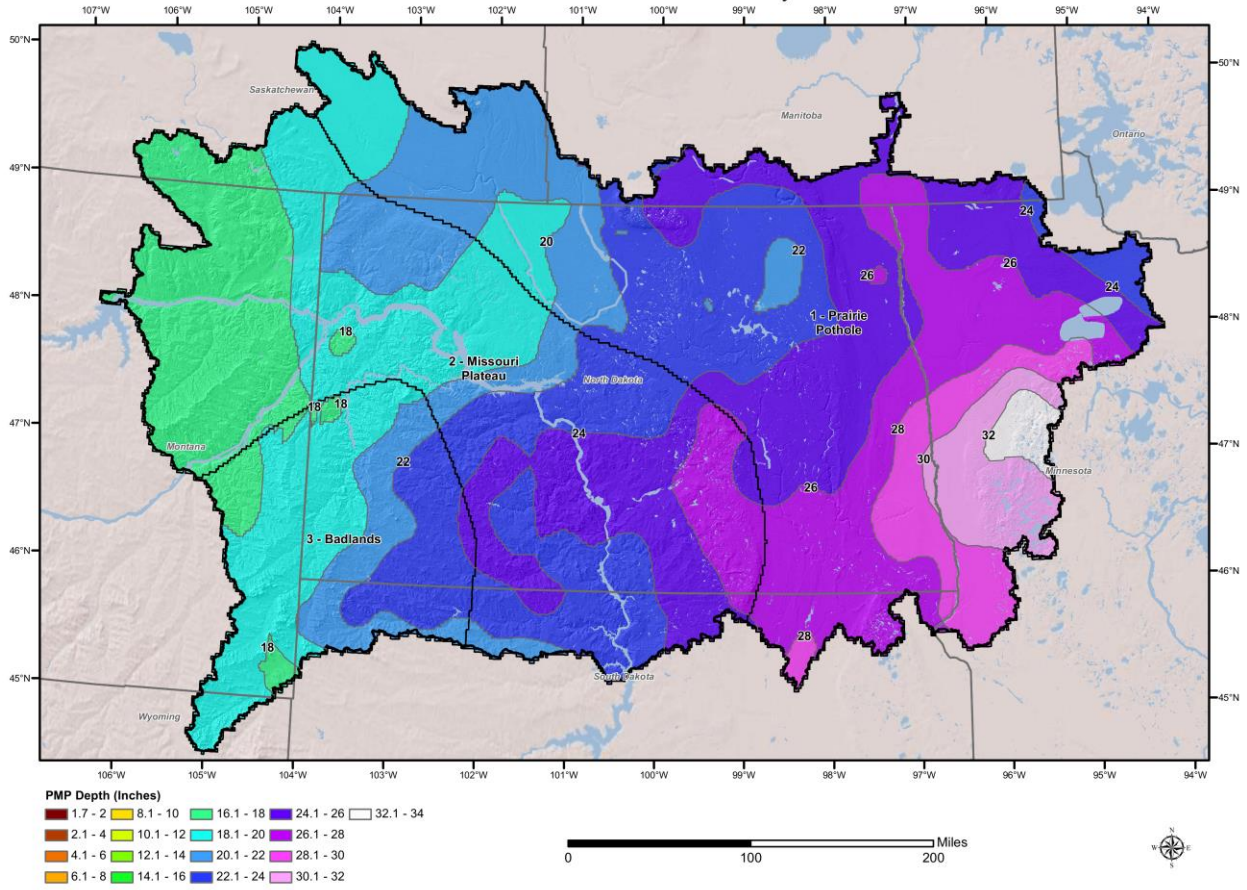 107°W 106°W 105°W 104°W 103°W 102°W 101°W 100°W 99°W 98°W 97°W 96°W 95°W 94°W
50°N 50°N
Saskatchewan
Manitoba
Ontario
49°N 49°N
24
20 22 26 26
24
48°N 48°N
1 - Prairie
Pothole
18
2 - Missouri
Plateau
North Dakota
18 18
47°N 47°N
Montana
24 28 32
22 30 Minnesota
26
3 - Badlands
46°N 46°N
28
18
45°N South Dakota 45°N
Wyoming
106°W 105°W 104°W 103°W 102°W 101°W 100°W 99°W 98°W 97°W 96°W 95°W 94°W
PMP Depth (Inches)
1.7 - 2 8.1 - 10 16.1 - 18 24.1 - 26 32.1 - 34
2.1 - 4 10.1 - 12 18.1 - 20 26.1 - 28
4.1 - 6 12.1 - 14 20.1 - 22 28.1 - 30
6.1 - 8 14.1 - 16 22.1 - 24 30.1 - 32
Miles
0 100 200
N
W E
S